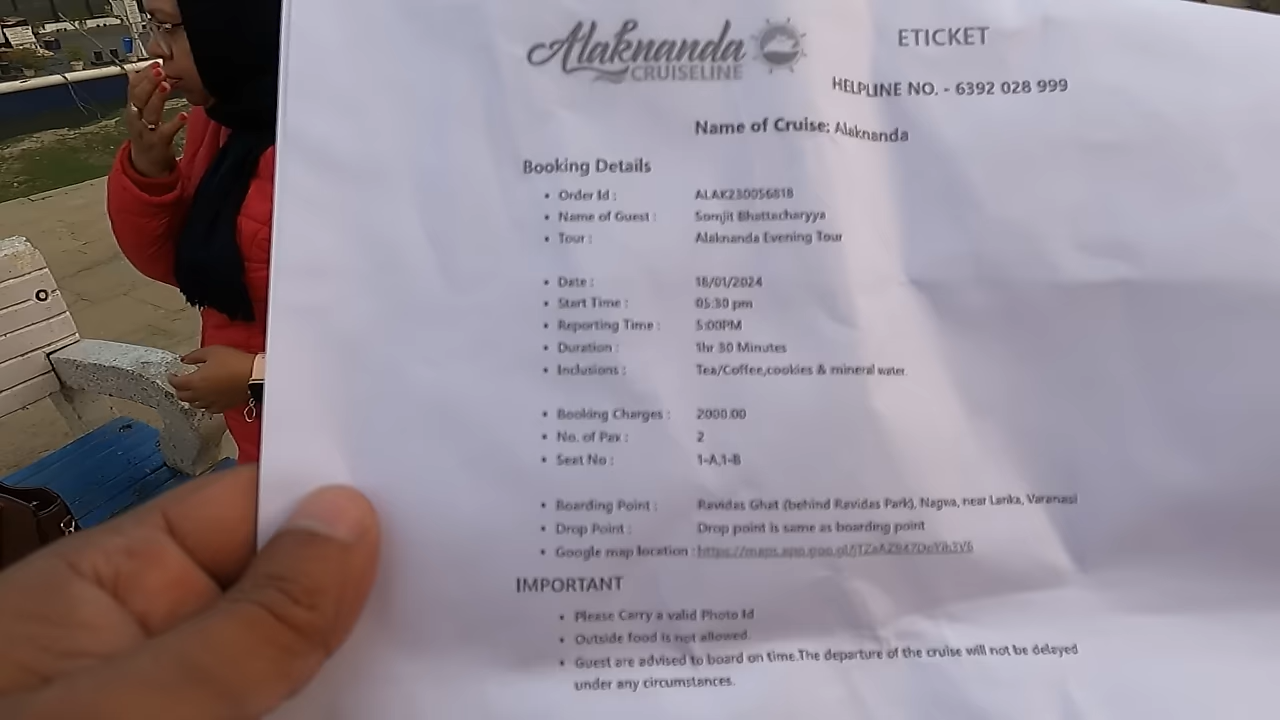 Alaknanda
CRUISELINE
ETICKET
HELPLINE NO. - 6392 028 999
Name of Cruise: Alaknanda
Booking Details
• Order Id : ALAK230056818
• Name of Guest : Somjit Bhattacharyya
• Tour : Alaknanda Evening Tour
• Date : 18/01/2024
• Start Time : 05:30 pm
• Reporting Time : 5:00PM
• Duration : 1hr 30 Minutes
• Inclusions : Tea/Coffee,cookies & mineral water.
• Booking Charges : 2000.00
• No. of Pax : 2
• Seat No : 1-A,1-B
• Boarding Point : Ravidas Ghat (behind Ravidas Park), Nagwa, near Lanka, Varanasi
• Drop Point : Drop point is same as boarding point
• Google map location :
IMPORTANT
• Please Carry a valid Photo Id
• Outside food is not allowed.
• Guest are advised to board on time.The departure of the cruise will not be delayed
under any circumstances.